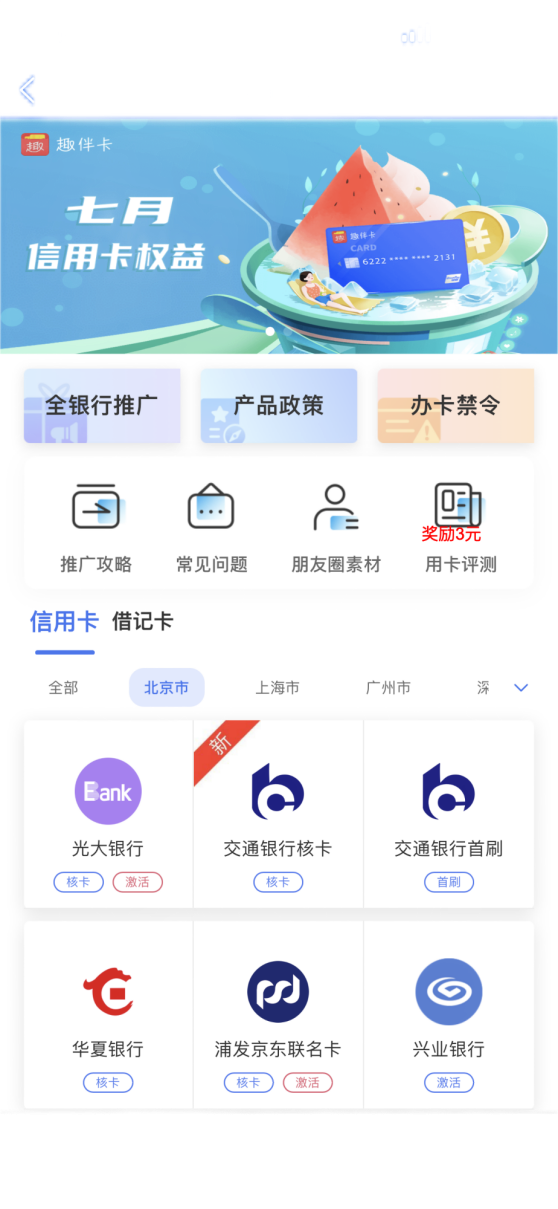 趣 趣伴卡
七月
信用卡权益
趣 趣伴卡
CARD
6222 **** **** 2131
¥
全银行推广 产品政策 办卡禁令
奖励3元
推广攻略 常见问题 朋友圈素材 用卡评测
信用卡 借记卡
全部 北京市 上海市 广州市 深
新
Bank
光大银行 交通银行核卡 交通银行首刷
核卡 激活 核卡 首刷
华夏银行 浦发京东联名卡 兴业银行
核卡 核卡 激活 激活